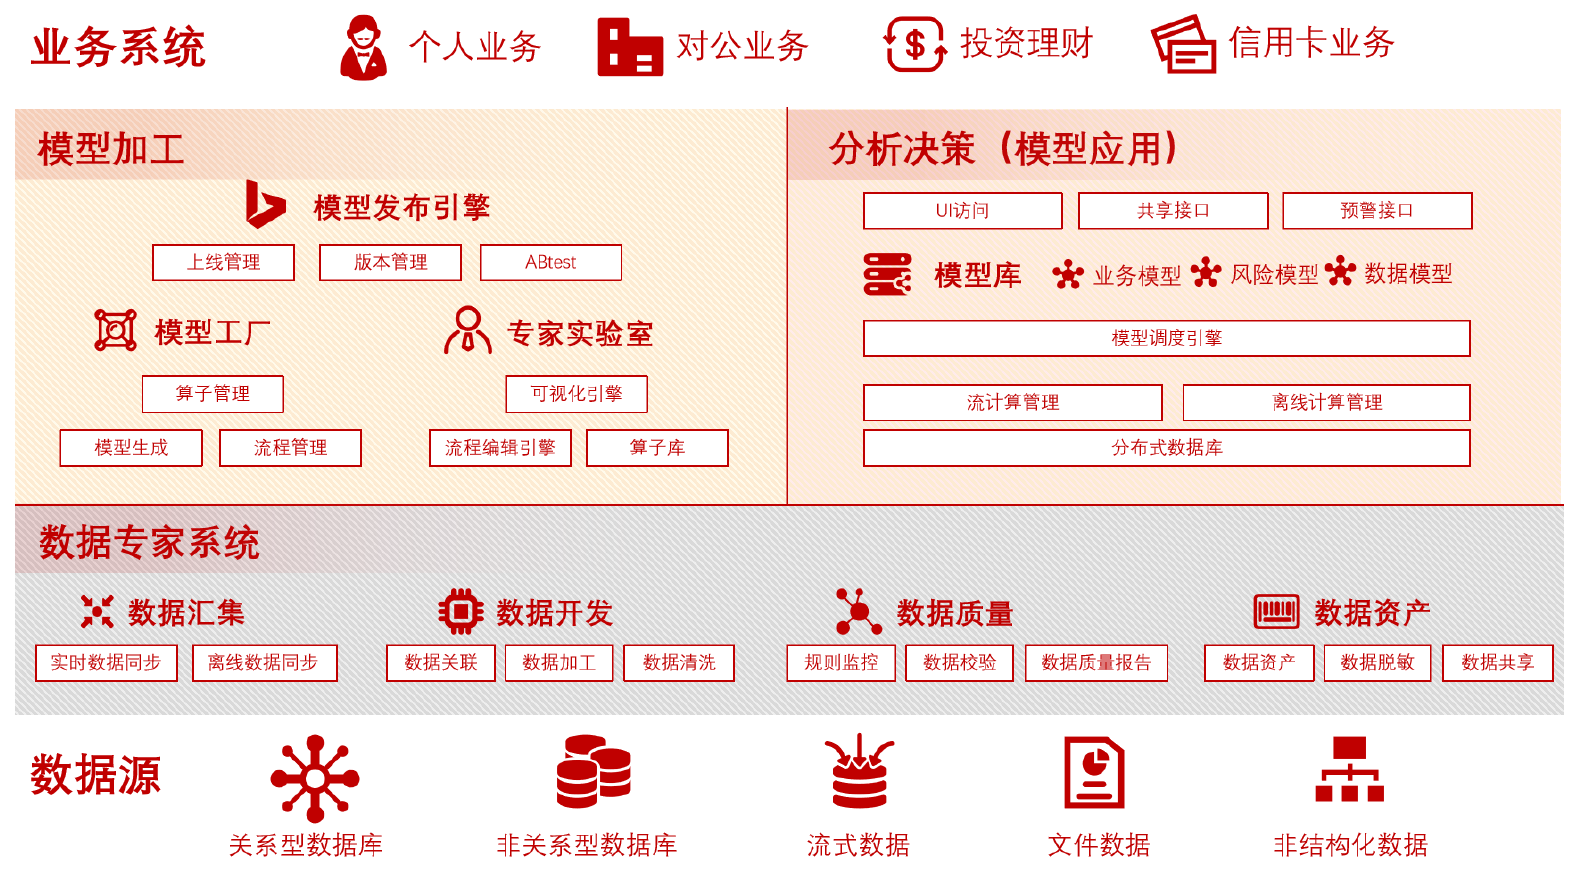 业务系统
个人业务
对公业务
投资理财
信用卡业务
模型加工
模型发布引擎
上线管理
版本管理
ABtest
模型工厂
专家实验室
算子管理
可视化引擎
模型生成
流程管理
流程编辑引擎
算子库
分析决策（模型应用）
UI访问
共享接口
预警接口
模型库
业务模型
风险模型
数据模型
模型调度引擎
流计算管理
离线计算管理
分布式数据库
数据专家系统
数据汇集
数据开发
数据质量
数据资产
实时数据同步
离线数据同步
数据关联
数据加工
数据清洗
规则监控
数据校验
数据质量报告
数据资产
数据脱敏
数据共享
数据源
关系型数据库
非关系型数据库
流式数据
文件数据
非结构化数据